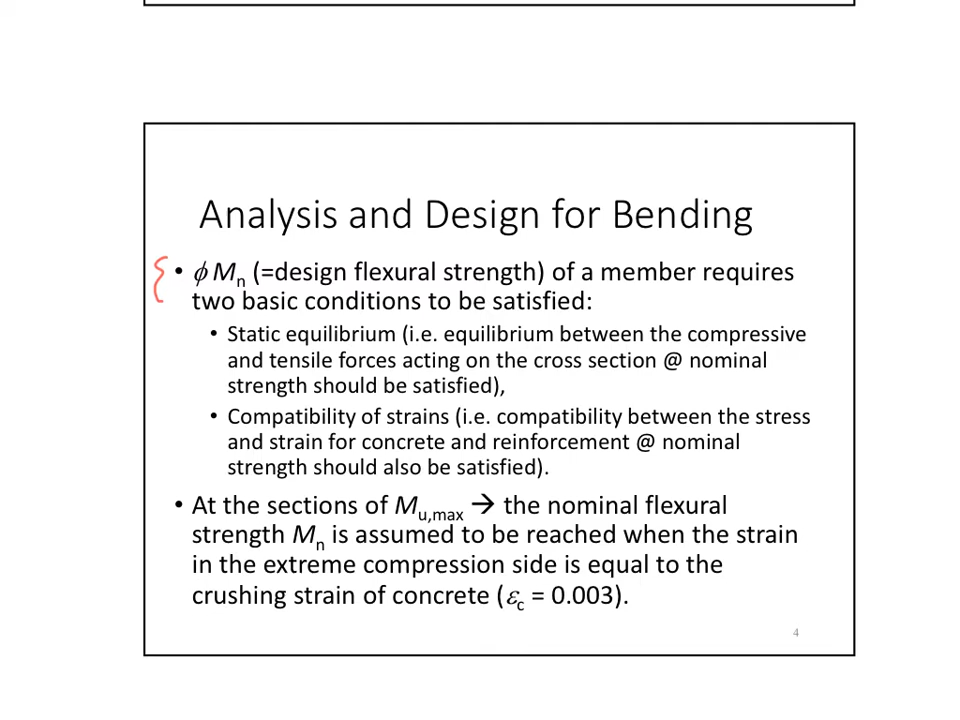 Analysis and Design for Bending
• ϕ Mn (=design flexural strength) of a member requires
two basic conditions to be satisfied:
• Static equilibrium (i.e. equilibrium between the compressive
and tensile forces acting on the cross section @ nominal
strength should be satisfied),
• Compatibility of strains (i.e. compatibility between the stress
and strain for concrete and reinforcement @ nominal
strength should also be satisfied).
• At the sections of Mu,max → the nominal flexural
strength Mn is assumed to be reached when the strain
in the extreme compression side is equal to the
crushing strain of concrete (εc = 0.003).
4